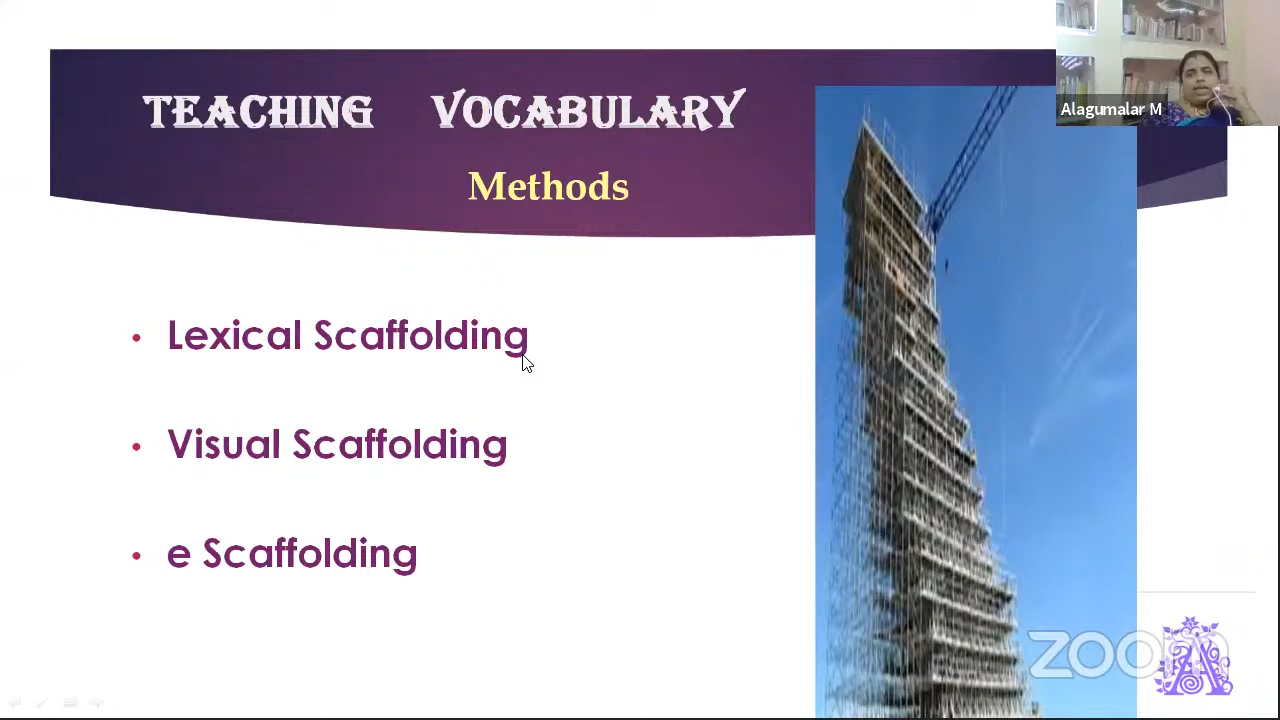 TEACHING VOCABULARY
Methods
Alagumalar M
• Lexical Scaffolding
• Visual Scaffolding
• e Scaffolding
zoom
A